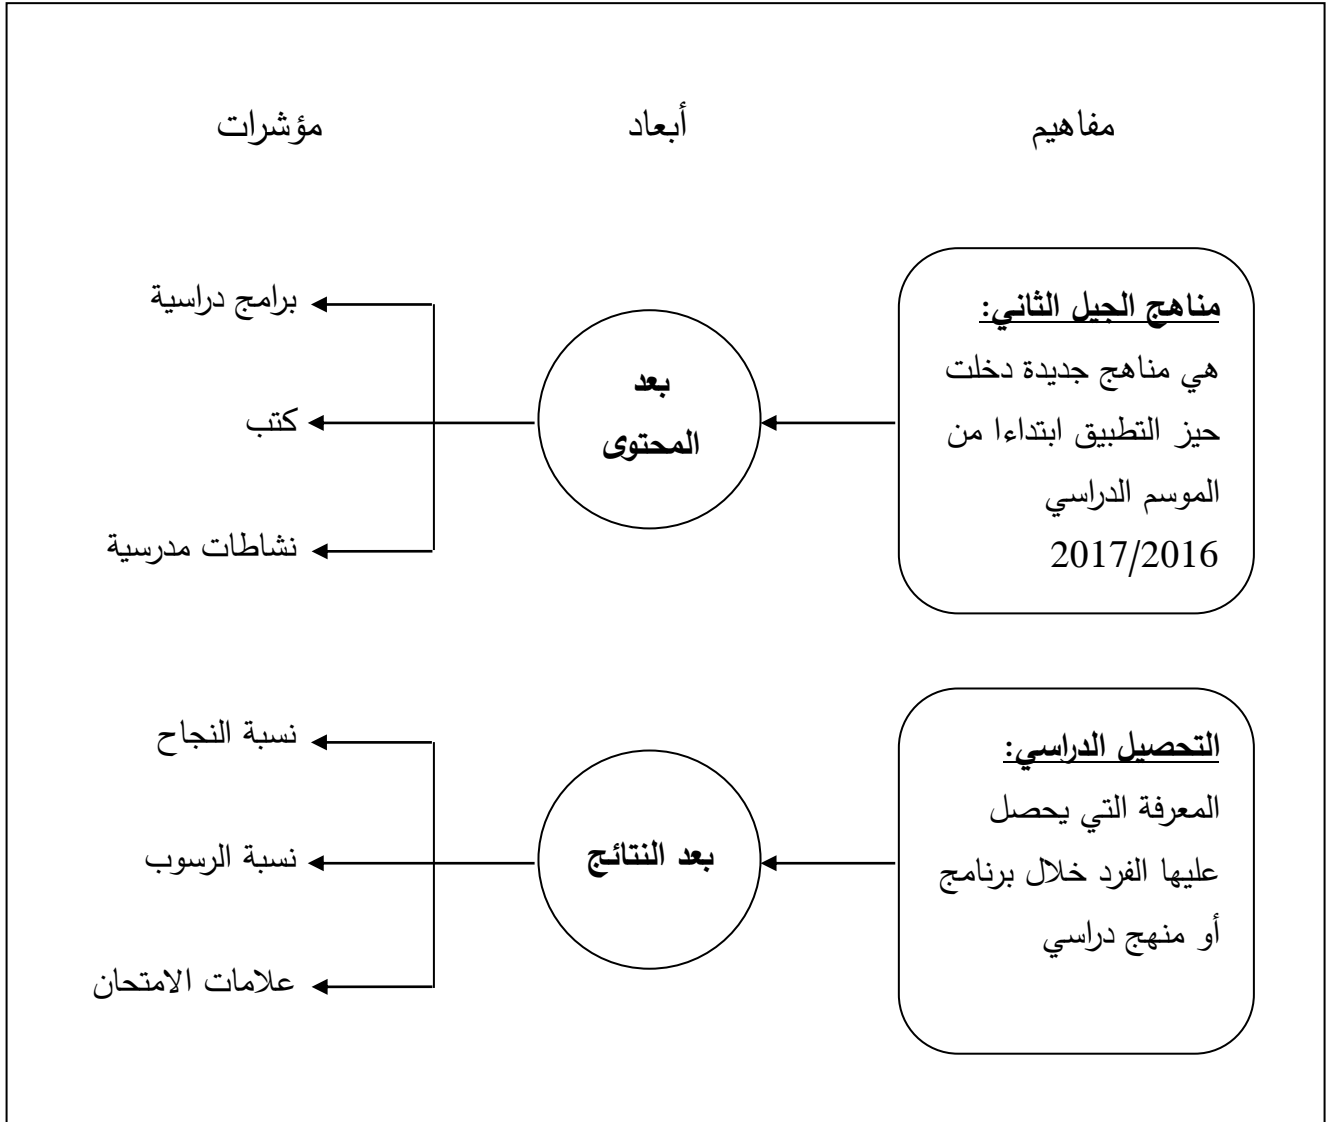 مفاهيم
أبعاد
مؤشرات
مناهج الجيل الثاني:
هي مناهج جديدة دخلت
حيز التطبيق ابتداءا من
الموسم الدراسي
2017/2016
بعد
المحتوى
برامج دراسية
كتب
نشاطات مدرسية
التحصيل الدراسي:
المعرفة التي يحصل
عليها الفرد خلال برنامج
أو منهج دراسي
بعد النتائج
نسبة النجاح
نسبة الرسوب
علامات الامتحان